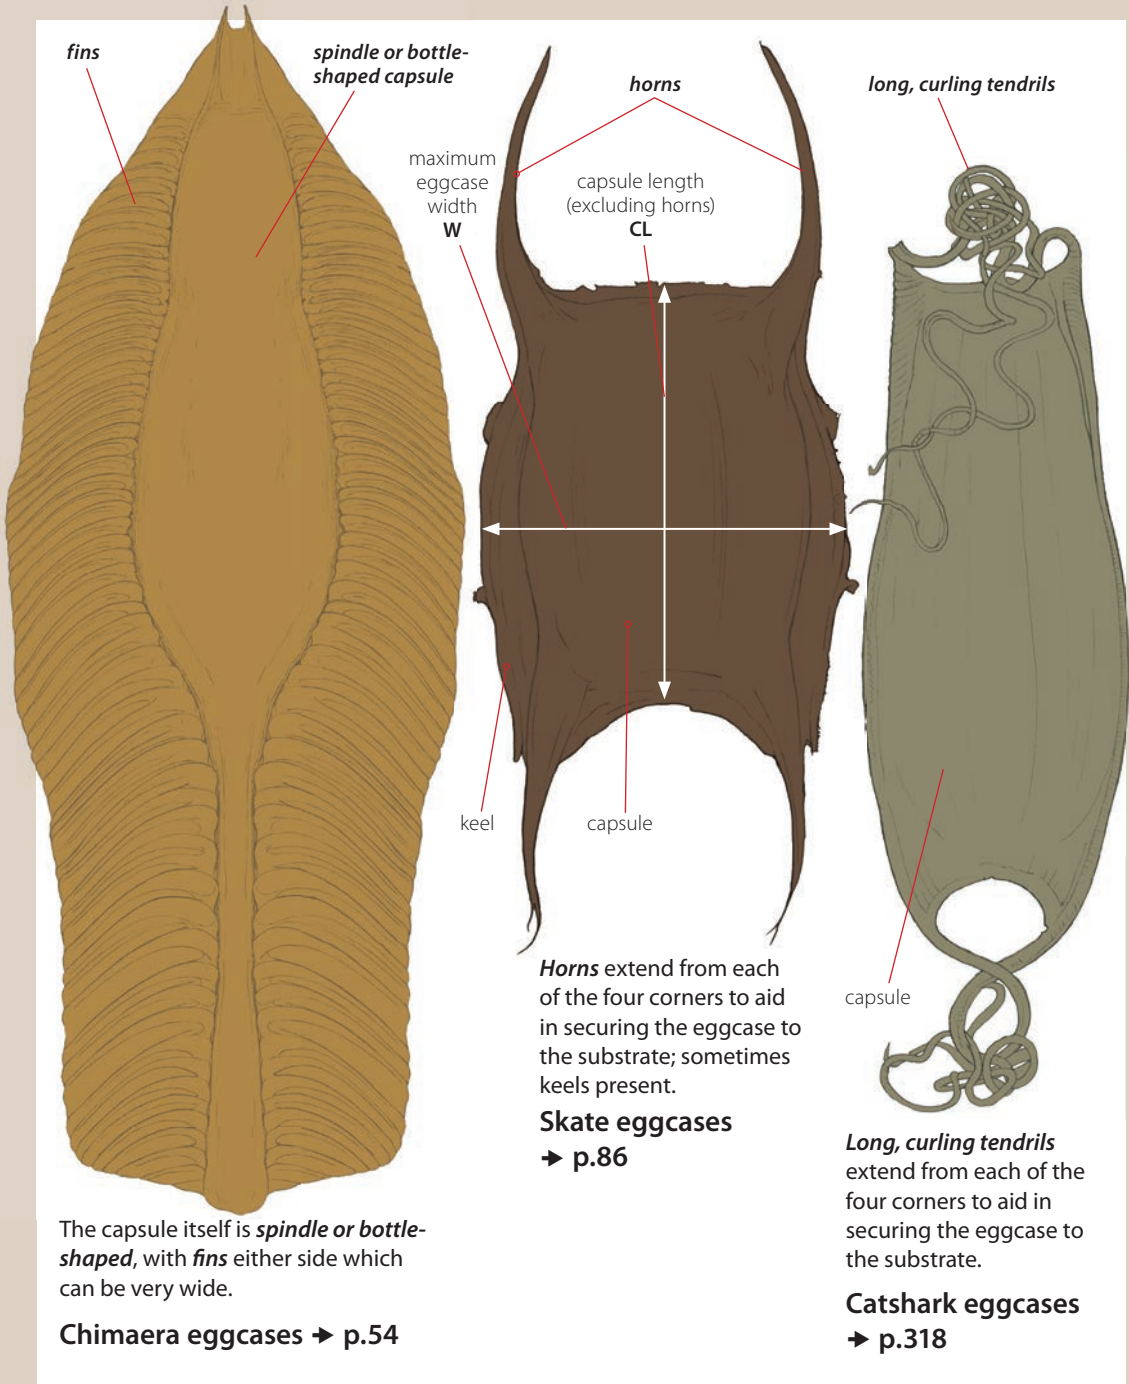 fins
spindle or bottle-
shaped capsule
horns
long, curling tendrils
maximum
eggcase
width
W
capsule length
(excluding horns)
CL
keel
capsule
capsule
The capsule itself is spindle or bottle-
shaped, with fins either side which
can be very wide.
Chimaera eggcases → p.54
Horns extend from each
of the four corners to aid
in securing the eggcase to
the substrate; sometimes
keels present.
Skate eggcases
→ p.86
Long, curling tendrils
extend from each of the
four corners to aid in
securing the eggcase to
the substrate.
Catshark eggcases
→ p.318